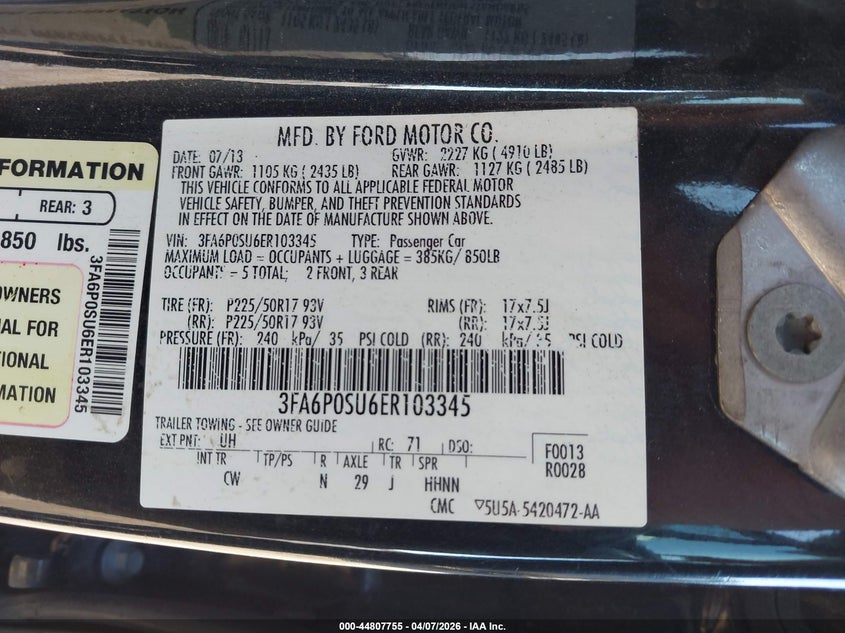 MFD. BY FORD MOTOR CO.
DATE: 07/13 GVWR: 2227 KG ( 4910 LB)
FRONT GAWR: 1105 KG ( 2435 LB) REAR GAWR: 1127 KG ( 2485 LB)
THIS VEHICLE CONFORMS TO ALL APPLICABLE FEDERAL MOTOR
VEHICLE SAFETY, BUMPER, AND THEFT PREVENTION STANDARDS
IN EFFECT ON THE DATE OF MANUFACTURE SHOWN ABOVE.
VIN: 3FA6P0SU6ER103345 TYPE: Passenger Car
MAXIMUM LOAD = OCCUPANTS + LUGGAGE = 385KG/ 850LB
OCCUPANTS = 5 TOTAL; 2 FRONT, 3 REAR
TIRE (FR): P225/50R17 93V RIMS (FR): 17x7.5J
(RR): P225/50R17 93V (RR): 17x7.5J
PRESSURE (FR): 240 kPa/ 35 PSI COLD (RR): 240 kPa/ 35 PSI COLD
3FA6P0SU6ER103345
TRAILER TOWING - SEE OWNER GUIDE
EXT PNT: UH RC: 71 DSO: F0013
R0028
INT TR TP/PS R AXLE TR SPR
CW N 29 J HHNN
CMC ▽5U5A-5420472-AA
FORMATION
REAR: 3
850 lbs.
OWNERS
AL FOR
TIONAL
MATION
3FA6P0SU6ER103345
000-44807755 - 04/07/2026 - IAA Inc.